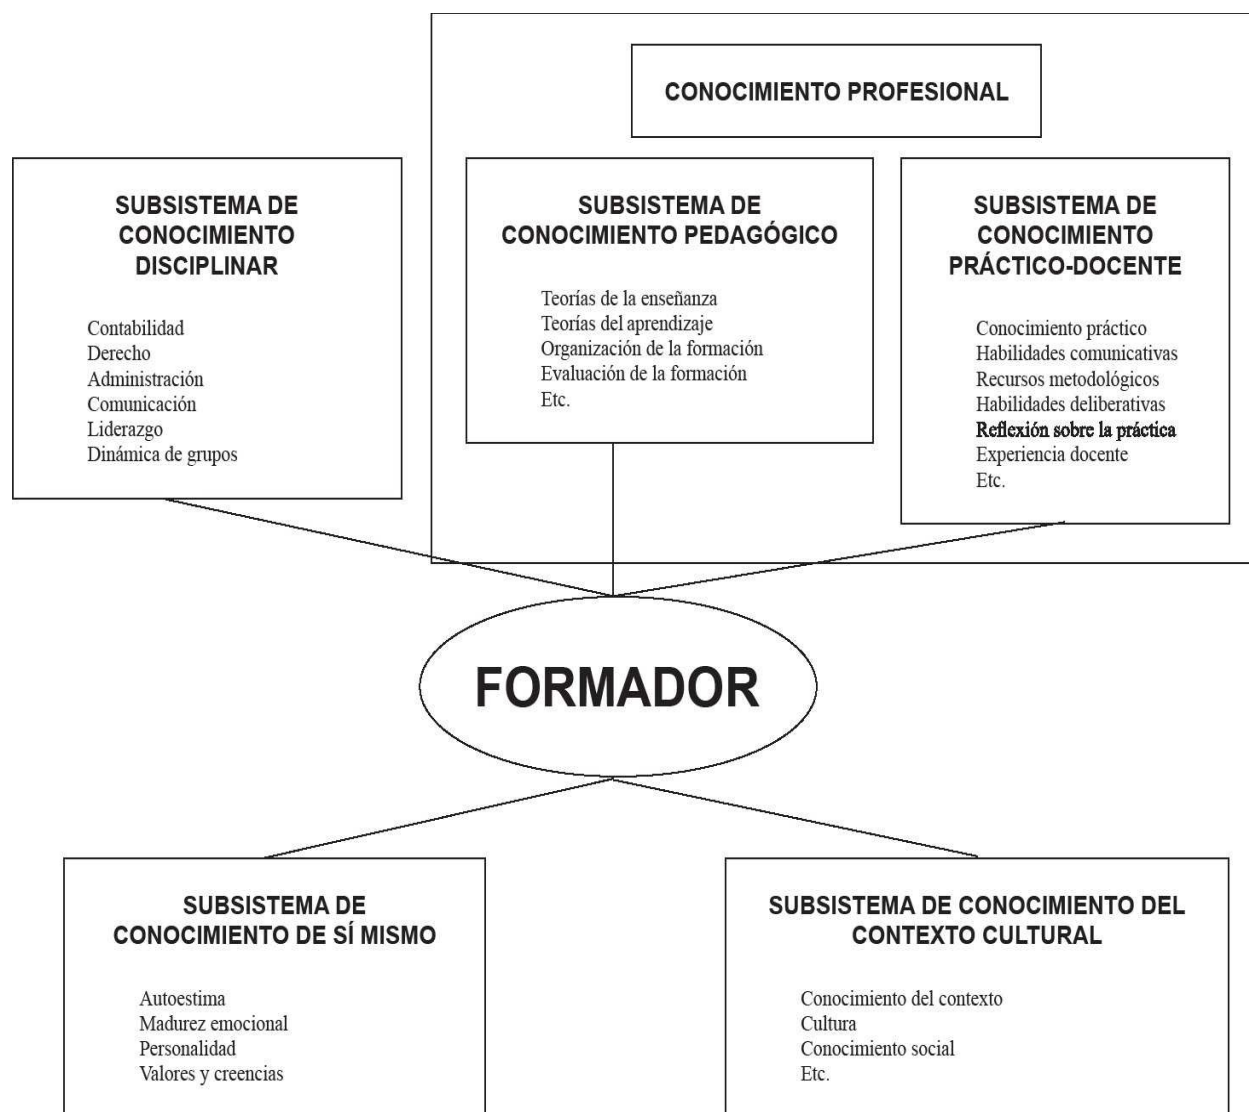 CONOCIMIENTO PROFESIONAL
SUBSISTEMA DE
CONOCIMIENTO
DISCIPLINAR
Contabilidad
Derecho
Administración
Comunicación
Liderazgo
Dinámica de grupos
SUBSISTEMA DE
CONOCIMIENTO PEDAGÓGICO
Teorías de la enseñanza
Teorías del aprendizaje
Organización de la formación
Evaluación de la formación
Etc.
SUBSISTEMA DE
CONOCIMIENTO
PRÁCTICO-DOCENTE
Conocimiento práctico
Habilidades comunicativas
Recursos metodológicos
Habilidades deliberativas
Reflexión sobre la práctica
Experiencia docente
Etc.
FORMADOR
SUBSISTEMA DE
CONOCIMIENTO DE SÍ MISMO
Autoestima
Madurez emocional
Personalidad
Valores y creencias
SUBSISTEMA DE CONOCIMIENTO DEL
CONTEXTO CULTURAL
Conocimiento del contexto
Cultura
Conocimiento social
Etc.